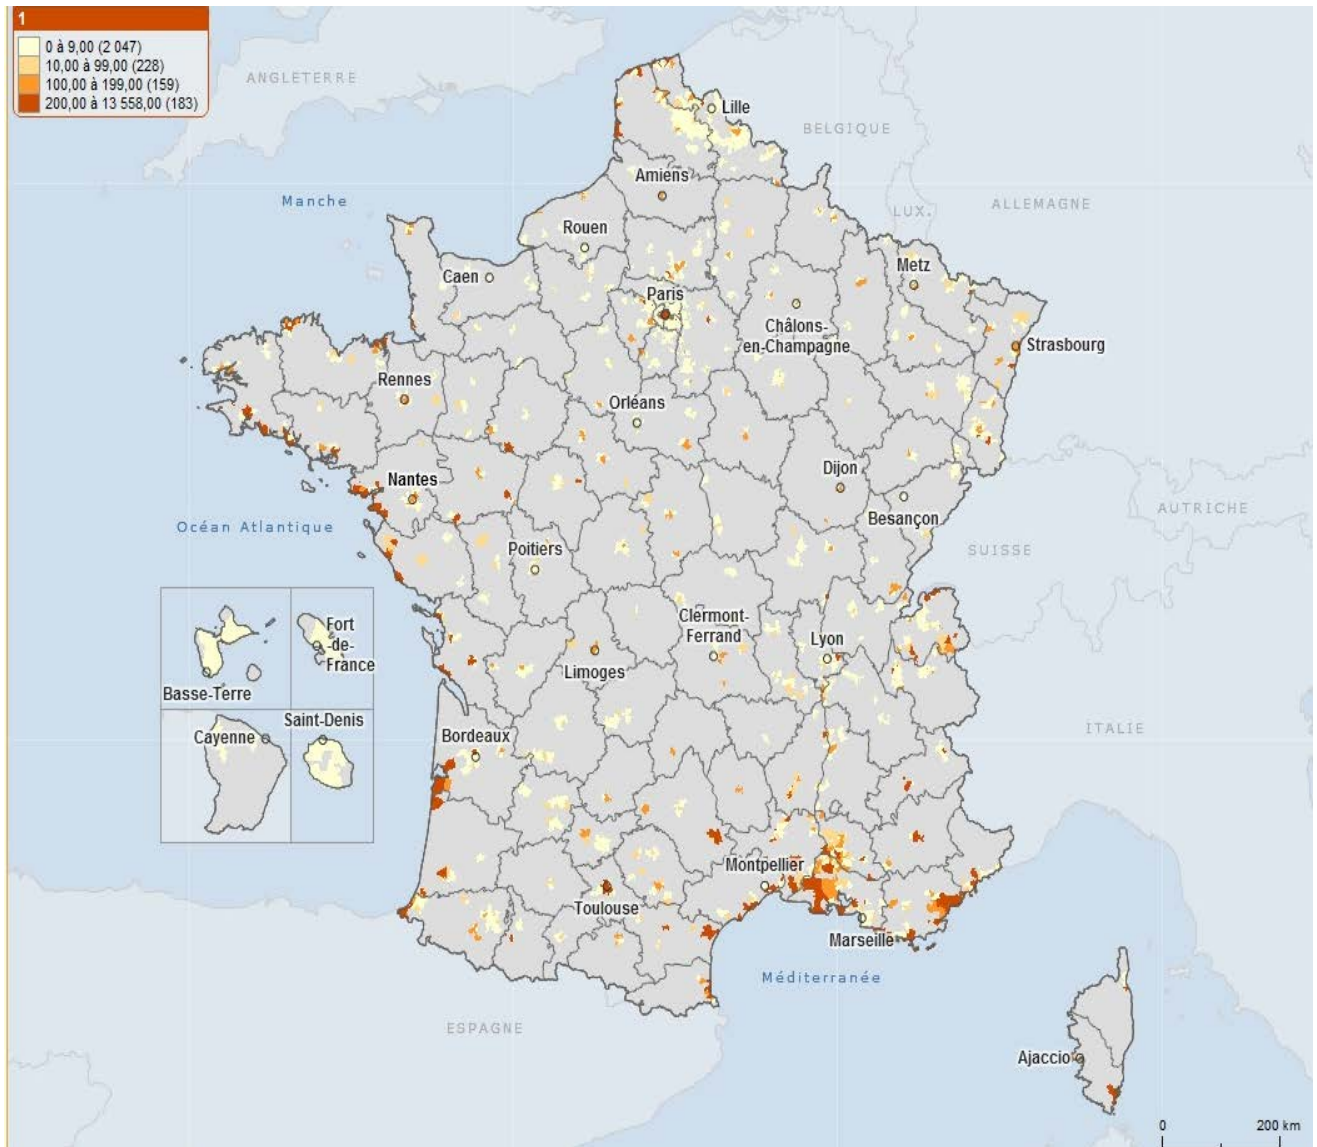 1
0 à 9,00 (2 047)
10,00 à 99,00 (228)
100,00 à 199,00 (159)
200,00 à 13 558,00 (183)
ANGLETERRE
Lille
BELGIQUE
Amiens
Manche
LUX.
ALLEMAGNE
Rouen
Caen
Metz
Paris
Châlons-
en-Champagne
Strasbourg
Rennes
Orléans
Dijon
Nantes
Besançon
AUTRICHE
Océan Atlantique
SUISSE
Poitiers
Clermont-
Ferrand
Lyon
Fort
-de-
France
Limoges
Basse-Terre
Saint-Denis
Cayenne
Bordeaux
ITALIE
Montpellier
Toulouse
Marseille
Méditerranée
ESPAGNE
Ajaccio
0
200 km